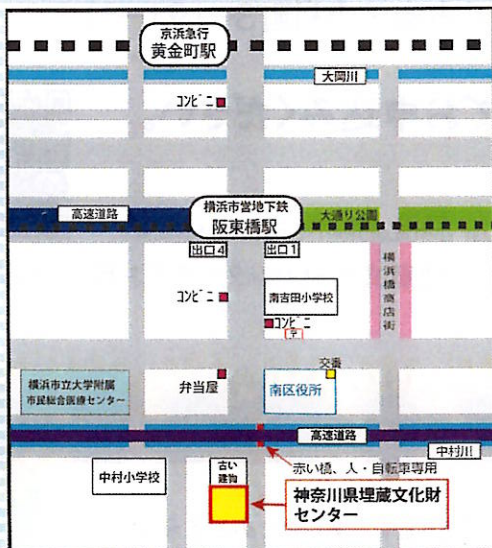 京浜急行
黄金町駅
大岡川
コンビニ
高速道路
横浜市営地下鉄
阪東橋駅
大通り公園
出口4
出口1
横浜橋商店街
コンビニ
南吉田小学校
コンビニ
〒
交番
横浜市立大学附属
市民総合医療センター
弁当屋
南区役所
高速道路
中村川
赤い橋、人・自転車専用
中村小学校
古い
建物
神奈川県埋蔵文化財
センター